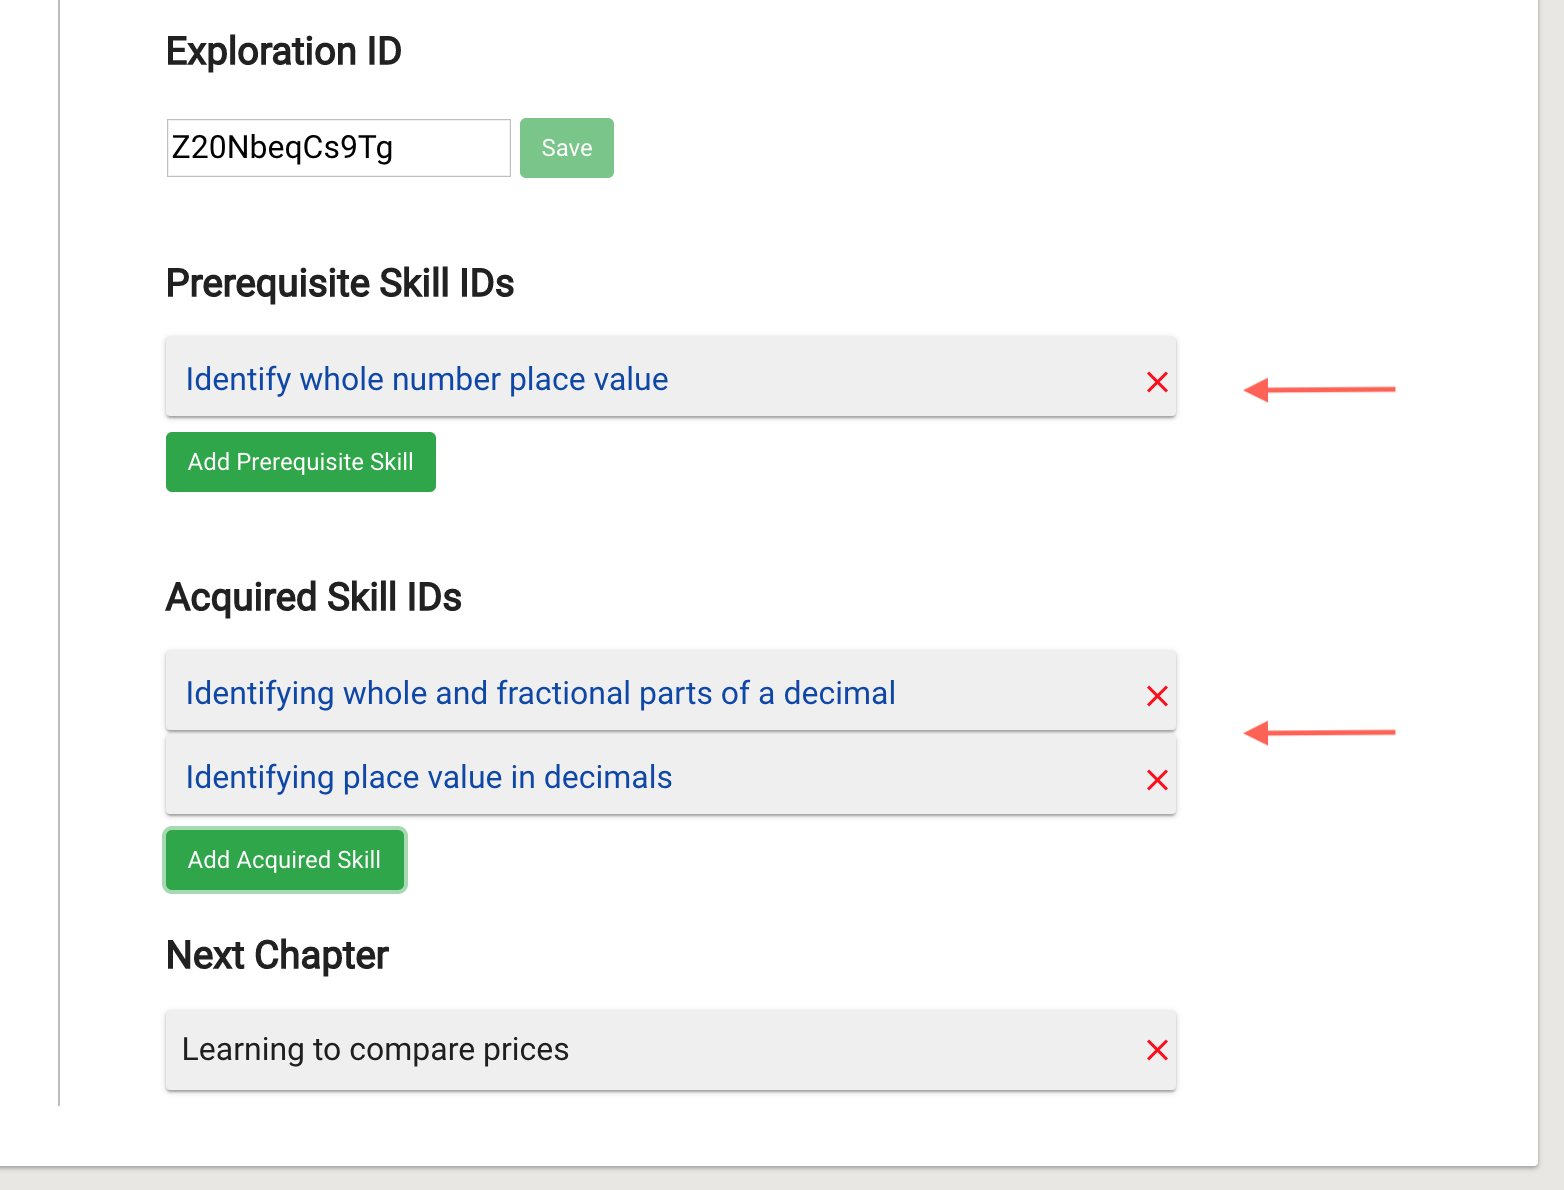 Exploration ID
Z20NbeqCs9Tg
Save
Prerequisite Skill IDs
Identify whole number place value
Add Prerequisite Skill
Acquired Skill IDs
Identifying whole and fractional parts of a decimal
Identifying place value in decimals
Add Acquired Skill
Next Chapter
Learning to compare prices